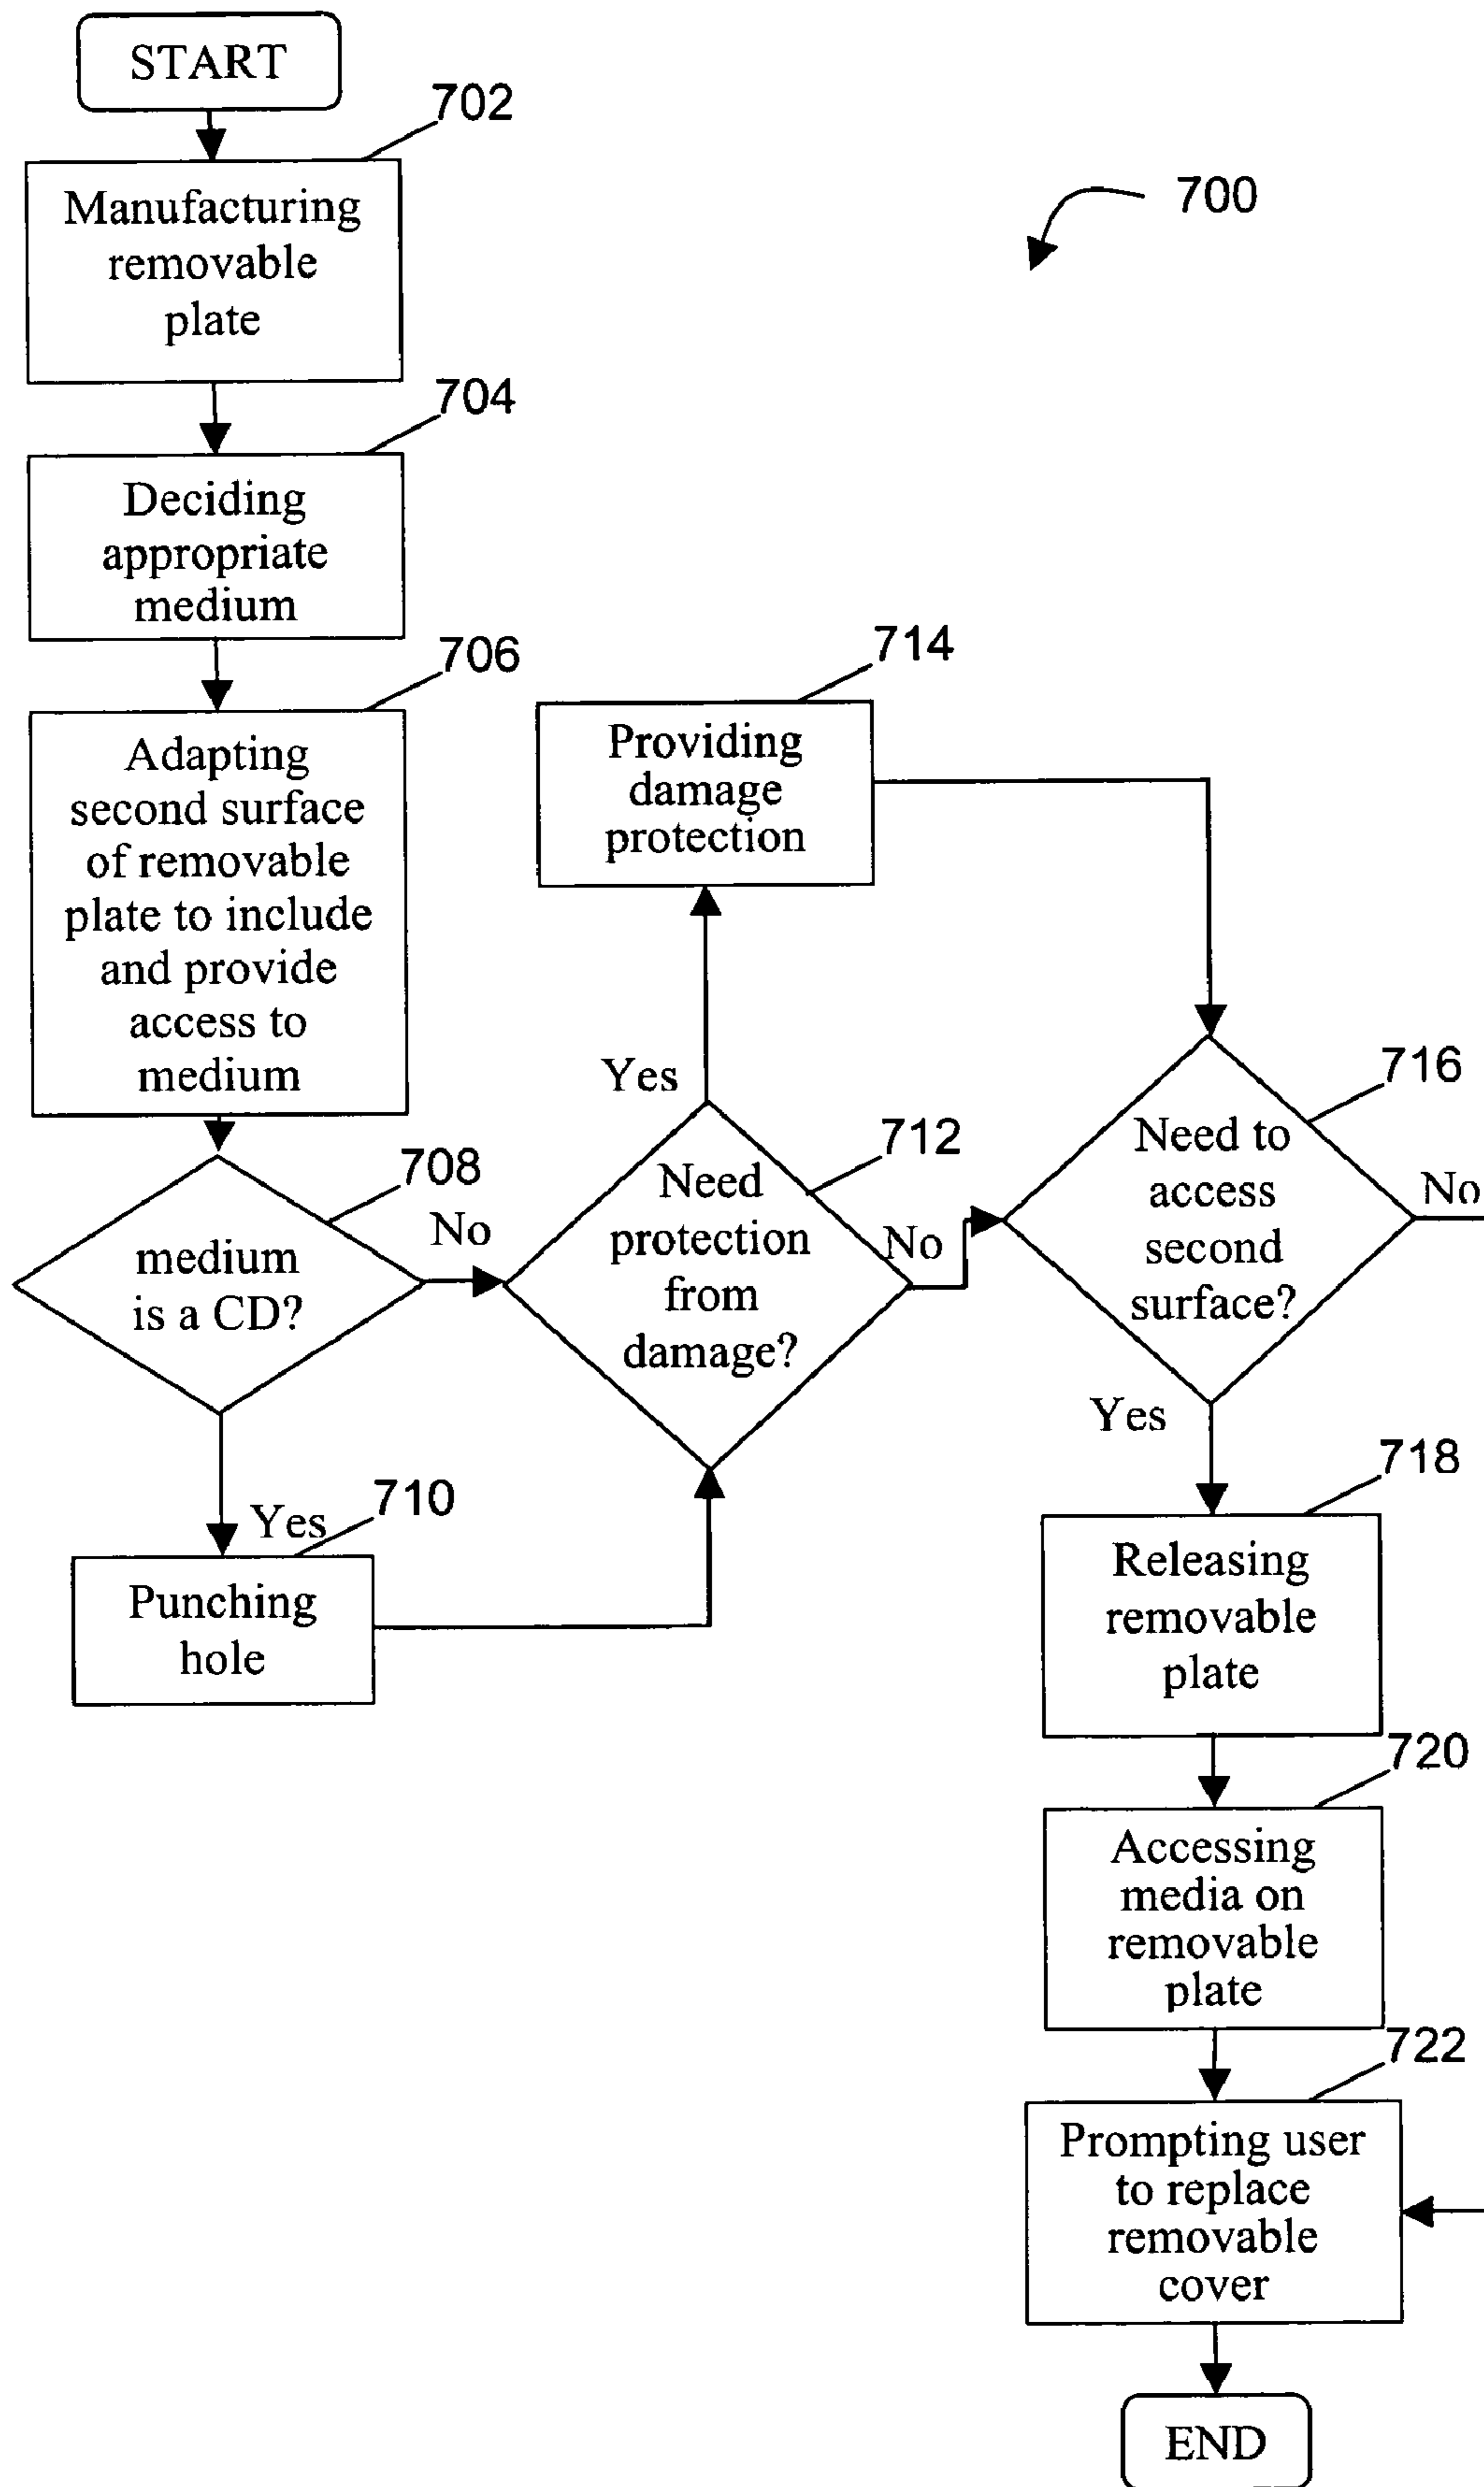 START
702
Manufacturing
removable
plate
700
704
Deciding
appropriate
medium
706
Adapting
second surface
of removable
plate to include
and provide
access to
medium
708
medium
is a CD?
No
Yes
710
Punching
hole
712
Need
protection
from
damage?
Yes
No
714
Providing
damage
protection
716
Need to
access
second
surface?
No
Yes
718
Releasing
removable
plate
720
Accessing
media on
removable
plate
722
Prompting user
to replace
removable
cover
END